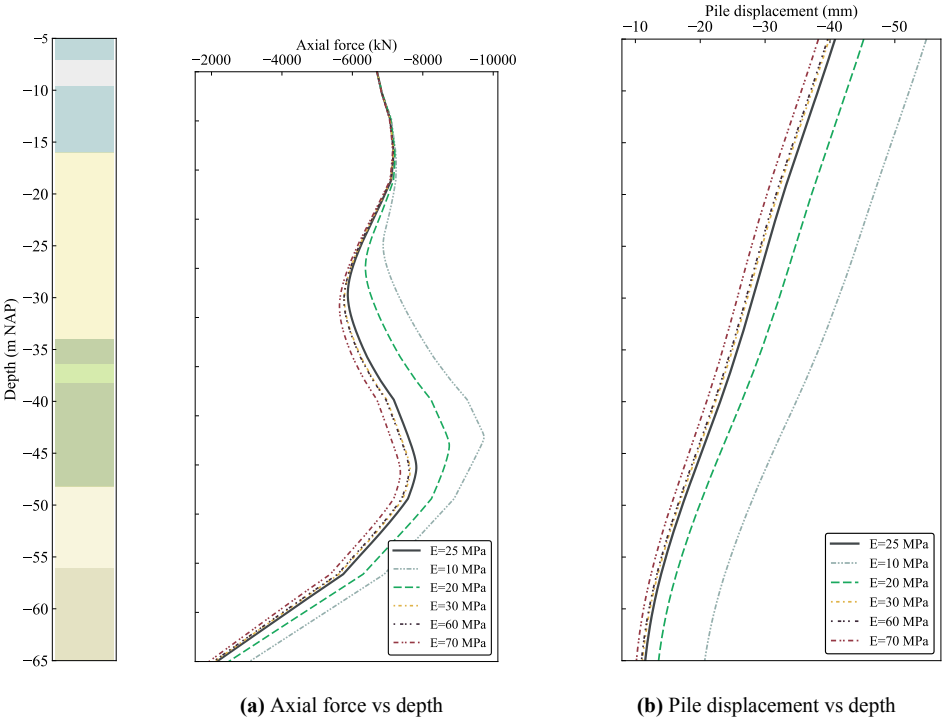 Axial force (kN)
−2000 −4000 −6000 −8000 −10000
Pile displacement (mm)
−10 −20 −30 −40 −50
Depth (m NAP)
−5
−10
−15
−20
−25
−30
−35
−40
−45
−50
−55
−60
−65
E=25 MPa
E=10 MPa
E=20 MPa
E=30 MPa
E=60 MPa
E=70 MPa
E=25 MPa
E=10 MPa
E=20 MPa
E=30 MPa
E=60 MPa
E=70 MPa
(a) Axial force vs depth
(b) Pile displacement vs depth